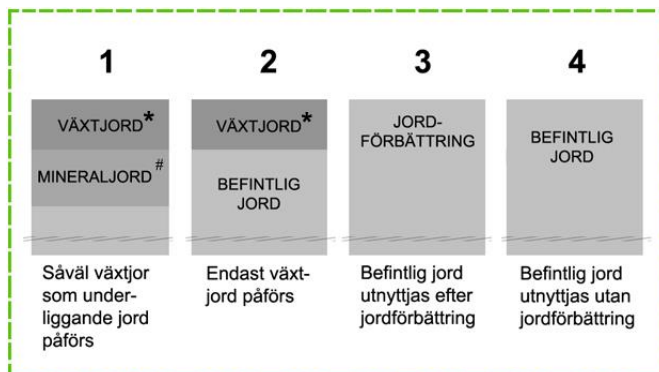 1
VÄXTJORD*
MINERALJORD #
Såväl växtjor
som under-
liggande jord
påförs
2
VÄXTJORD*
BEFINTLIG
JORD
Endast växt-
jord påförs
3
JORD-
FÖRBÄTTRING
Befintlig jord
utnyttjas efter
jordförbättring
4
BEFINTLIG
JORD
Befintlig jord
utnyttjas utan
jordförbättring